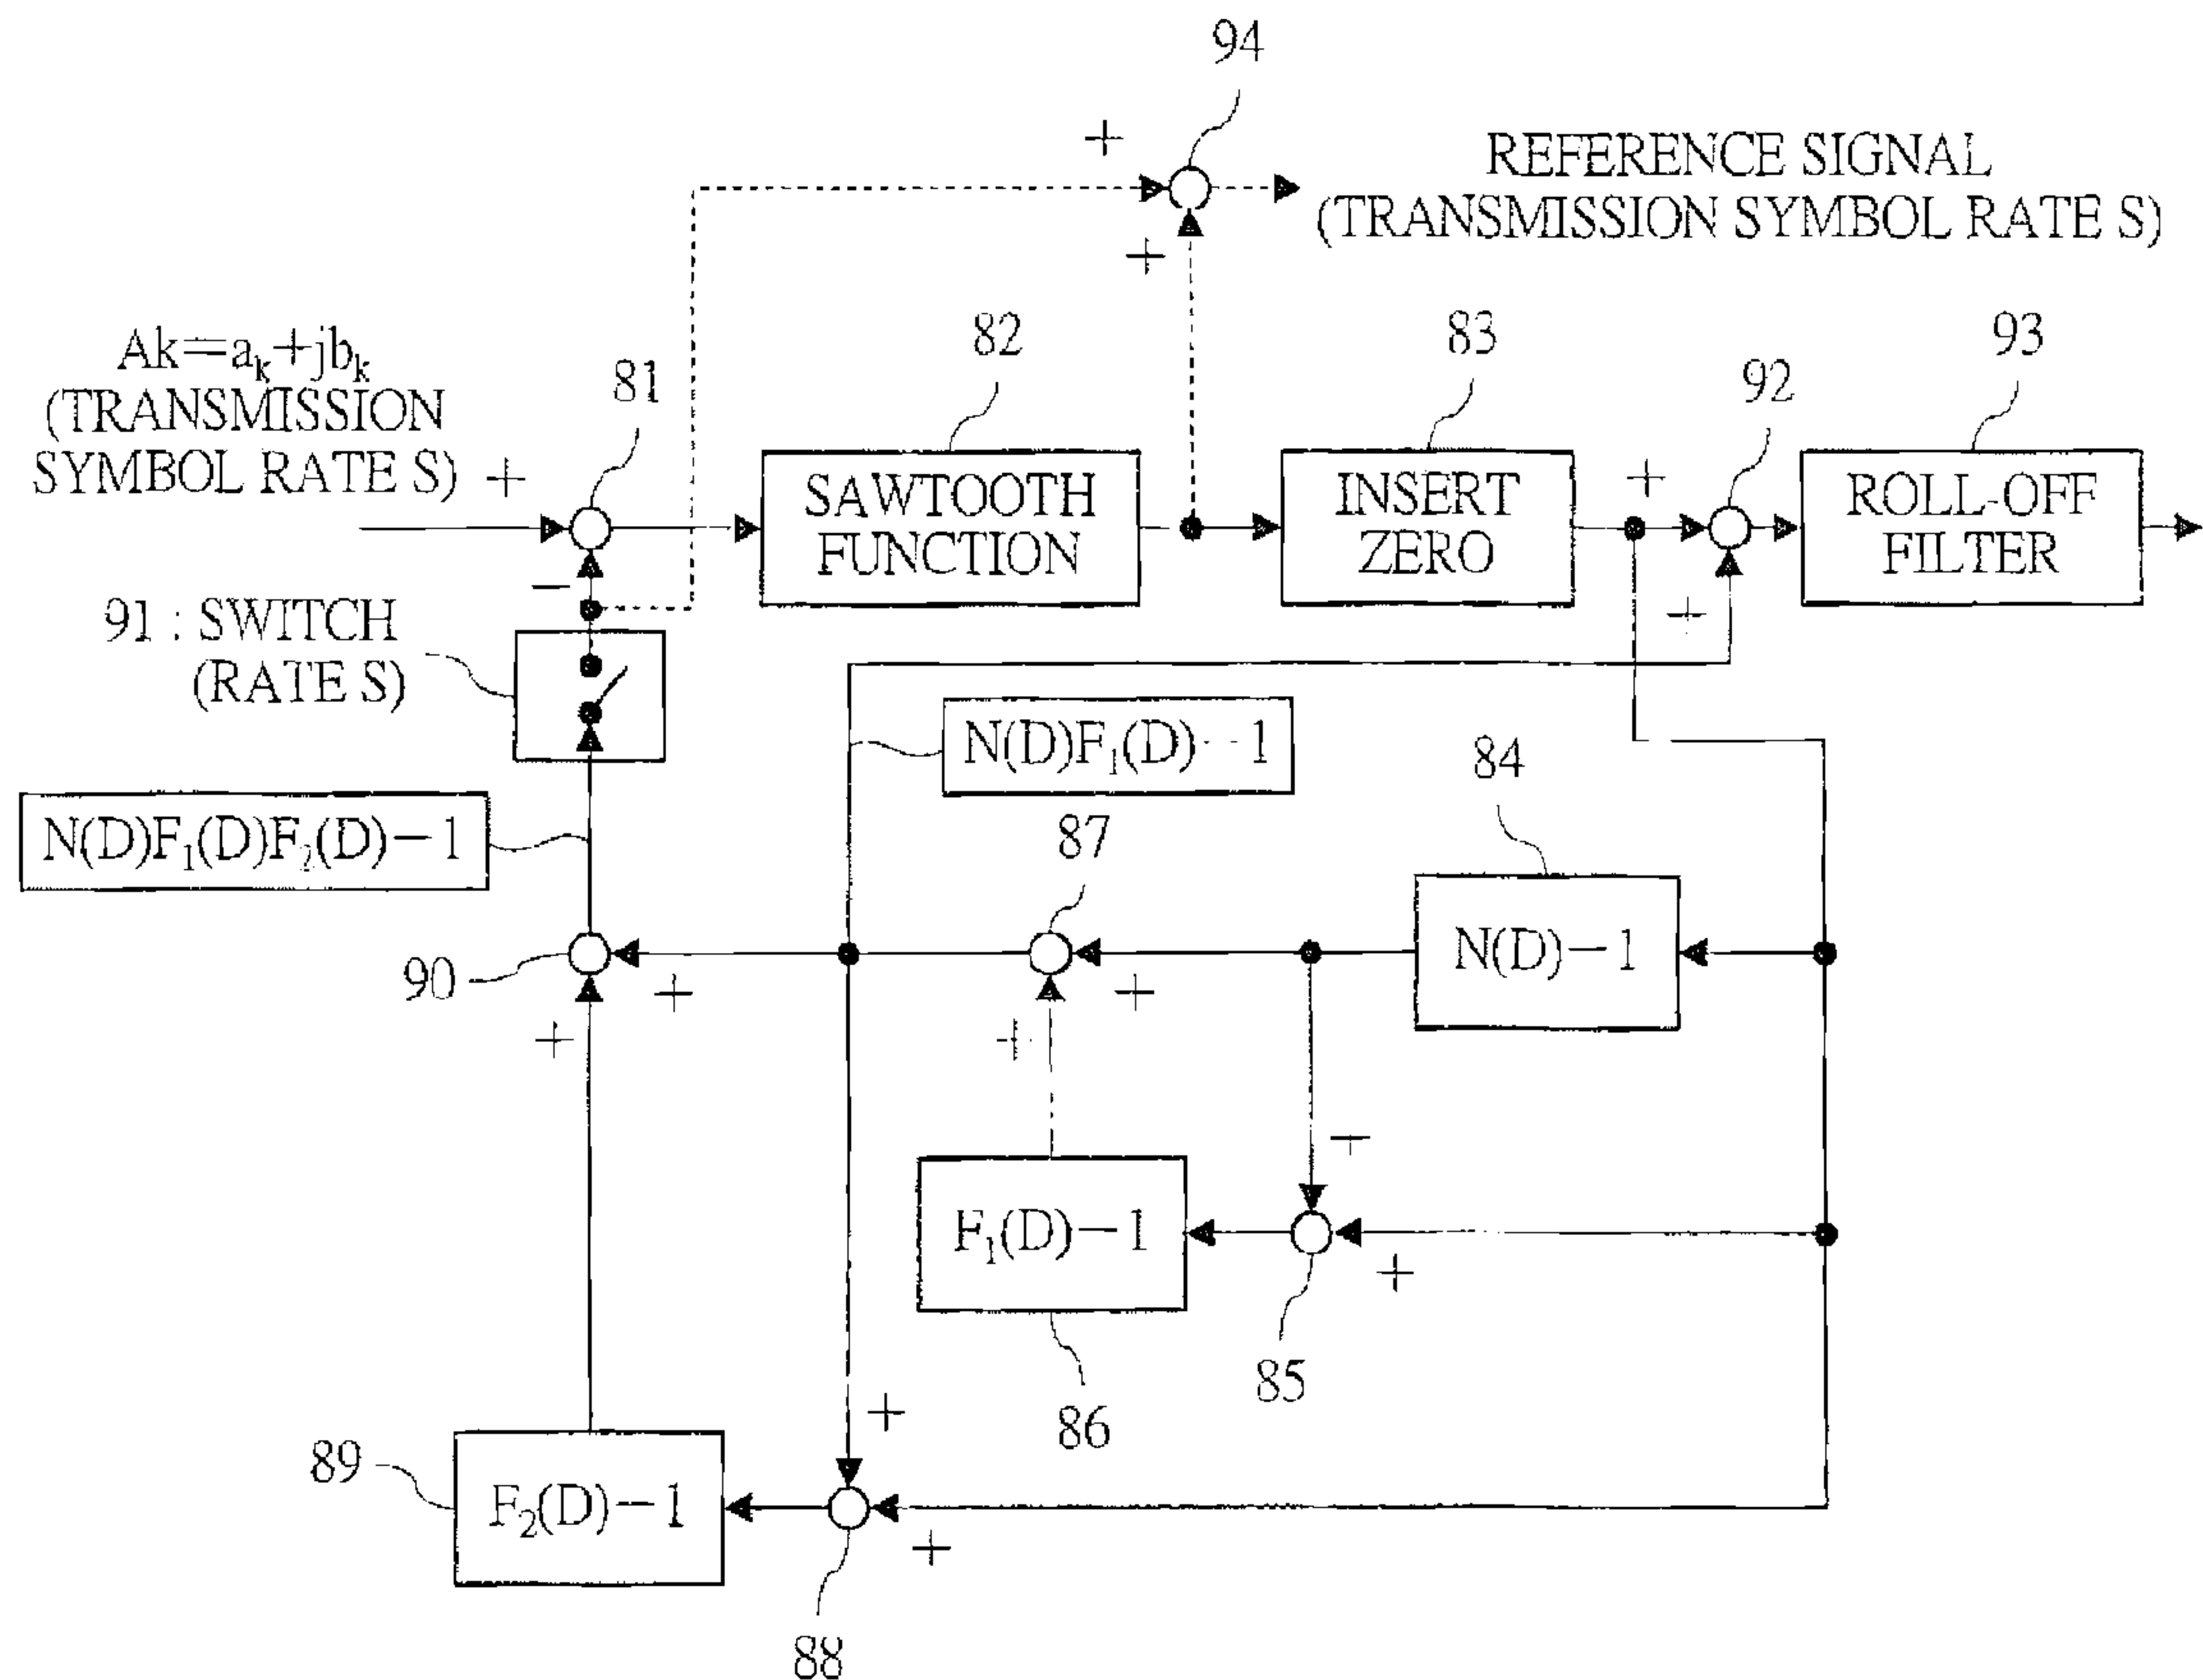 94
+
REFERENCE SIGNAL
(TRANSMISSION SYMBOL RATE S)
+
Ak=a_k+jb_k
(TRANSMISSION
SYMBOL RATE S)
+
81
82
83
92
93
SAWTOOTH
FUNCTION
INSERT
ZERO
+
ROLL-OFF
FILTER
−
+
91 : SWITCH
(RATE S)
N(D)F₁(D)−1
84
N(D)F₁(D)F₂(D)−1
87
N(D)−1
90
+
+
+
+
+
F₁(D)−1
+
85
86
+
89
F₂(D)−1
+
88